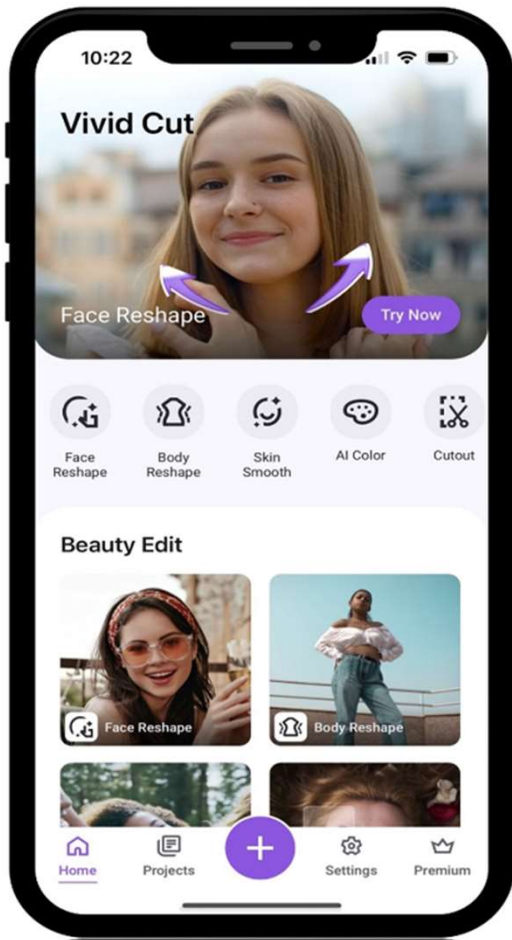 10:22
Vivid Cut
Face Reshape
Try Now
Face
Reshape
Body
Reshape
Skin
Smooth
AI Color
Cutout
Beauty Edit
Face Reshape
Body Reshape
Home
Projects
Settings
Premium